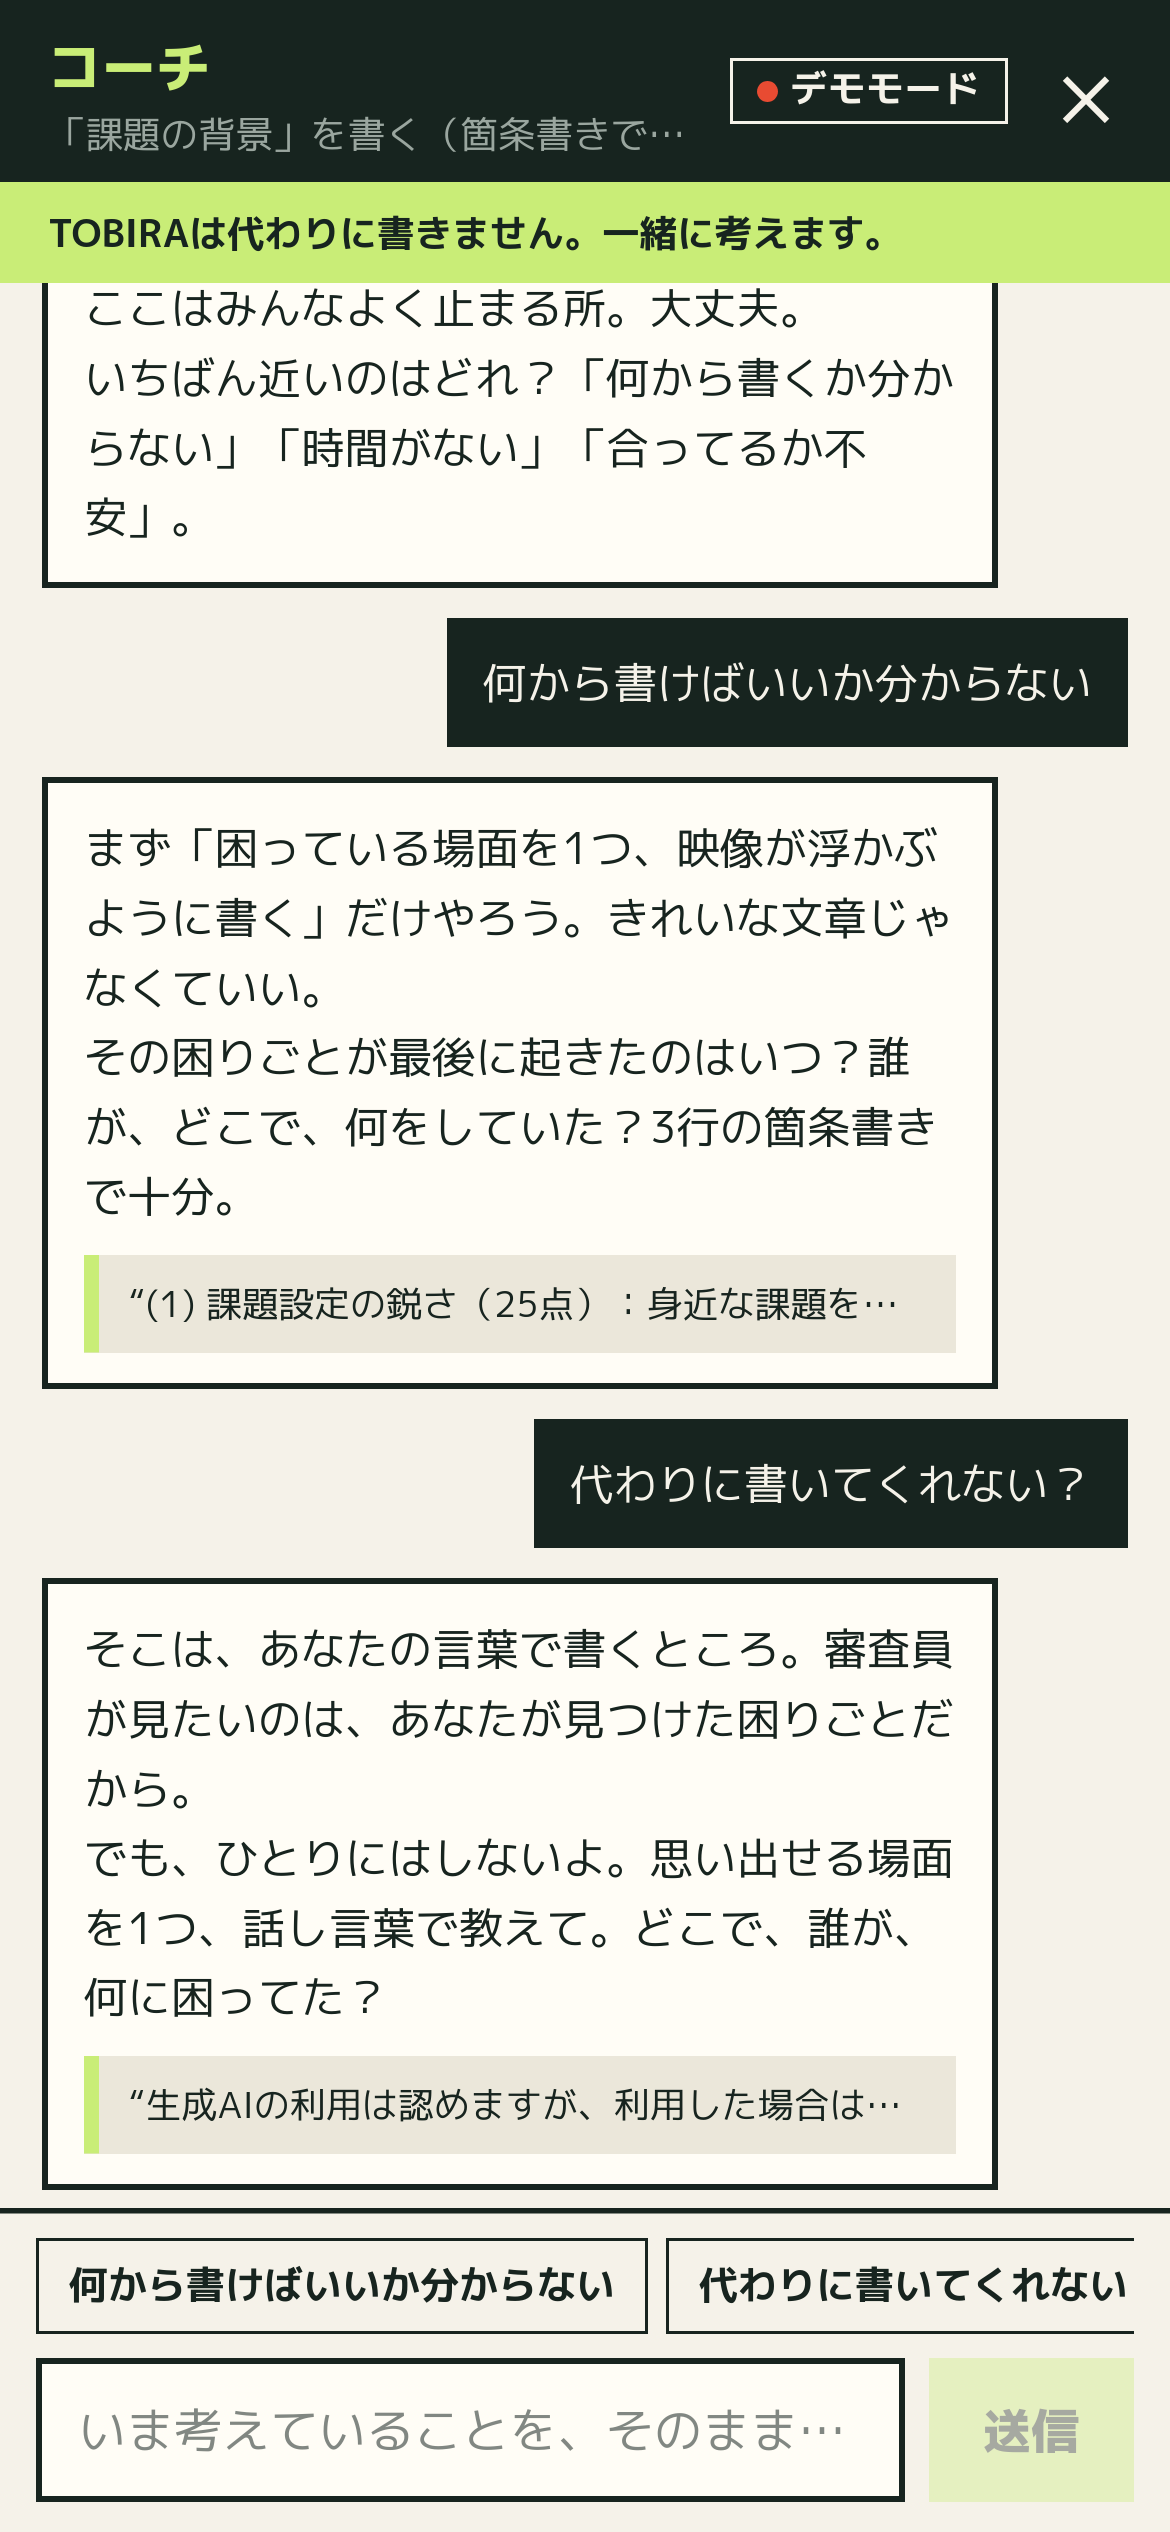 コーチ
「課題の背景」を書く（箇条書きで…
デモモード
TOBIRAは代わりに書きません。一緒に考えます。
ここはみんなよく止まる所。大丈夫。
いちばん近いのはどれ？「何から書くか分か
らない」「時間がない」「合ってるか不
安」。
何から書けばいいか分からない
まず「困っている場面を1つ、映像が浮かぶ
ように書く」だけやろう。きれいな文章じゃ
なくていい。
その困りごとが最後に起きたのはいつ？誰
が、どこで、何をしていた？3行の箇条書き
で十分。
“(1) 課題設定の鋭さ（25点）：身近な課題を…
代わりに書いてくれない？
そこは、あなたの言葉で書くところ。審査員
が見たいのは、あなたが見つけた困りごとだ
から。
でも、ひとりにはしないよ。思い出せる場面
を1つ、話し言葉で教えて。どこで、誰が、
何に困ってた？
“生成AIの利用は認めますが、利用した場合は…
何から書けばいいか分からない
代わりに書いてくれない
いま考えていることを、そのまま…
送信